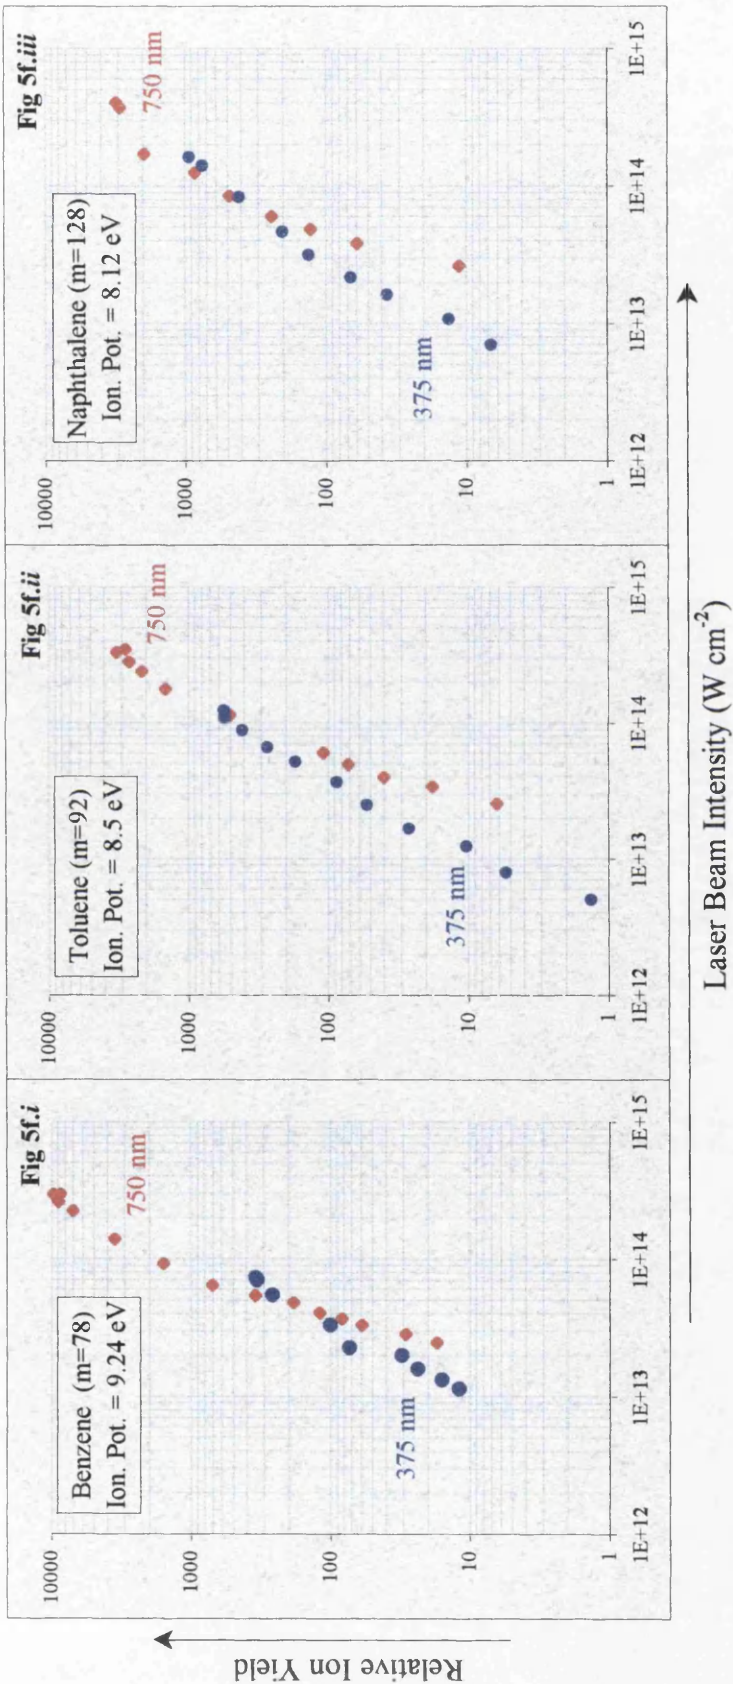 Fig 5f.i
Benzene (m=78)
Ion. Pot. = 9.24 eV
750 nm
375 nm
10000
1000
100
10
1
1E+12
1E+13
1E+14
1E+15
Fig 5f.ii
Toluene (m=92)
Ion. Pot. = 8.5 eV
750 nm
375 nm
10000
1000
100
10
1
1E+12
1E+13
1E+14
1E+15
Fig 5f.iii
Naphthalene (m=128)
Ion. Pot. = 8.12 eV
750 nm
375 nm
10000
1000
100
10
1
1E+12
1E+13
1E+14
1E+15
Relative Ion Yield
Laser Beam Intensity (W cm⁻²)